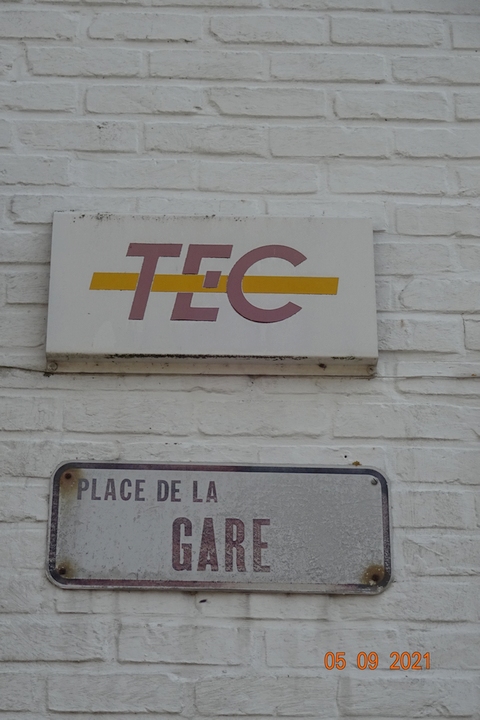 TEC
PLACE DE LA
GARE
05 09 2021